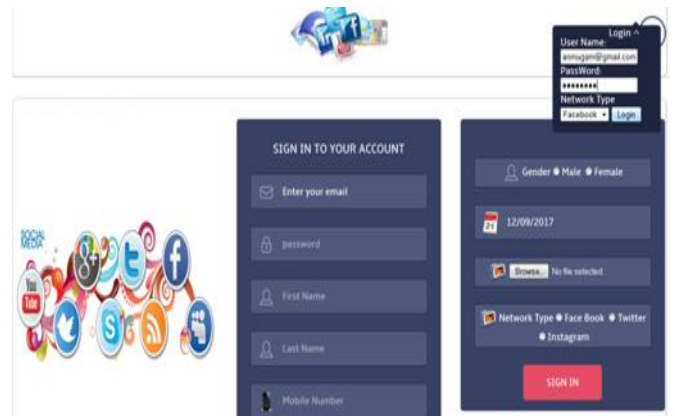 Login ^
User Name:
anmugam@gmail.com
PassWord:
Network Type
Facebook
Login
SIGN IN TO YOUR ACCOUNT
Enter your email
password
First Name
Last Name
Mobile Number
Gender Male Female
12/09/2017
Browse.. No file selected.
Network Type Face Book Twitter
Instagram
SIGN IN
SOCIAL
MEDIA
You
Tube
g+
t
f
S